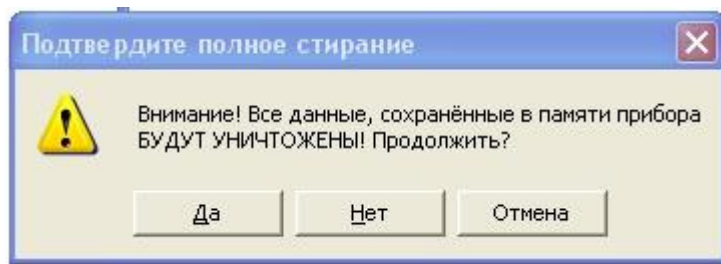 Подтвердите полное стирание
Внимание! Все данные, сохранённые в памяти прибора
БУДУТ УНИЧТОЖЕНЫ! Продолжить?
Да Нет Отмена